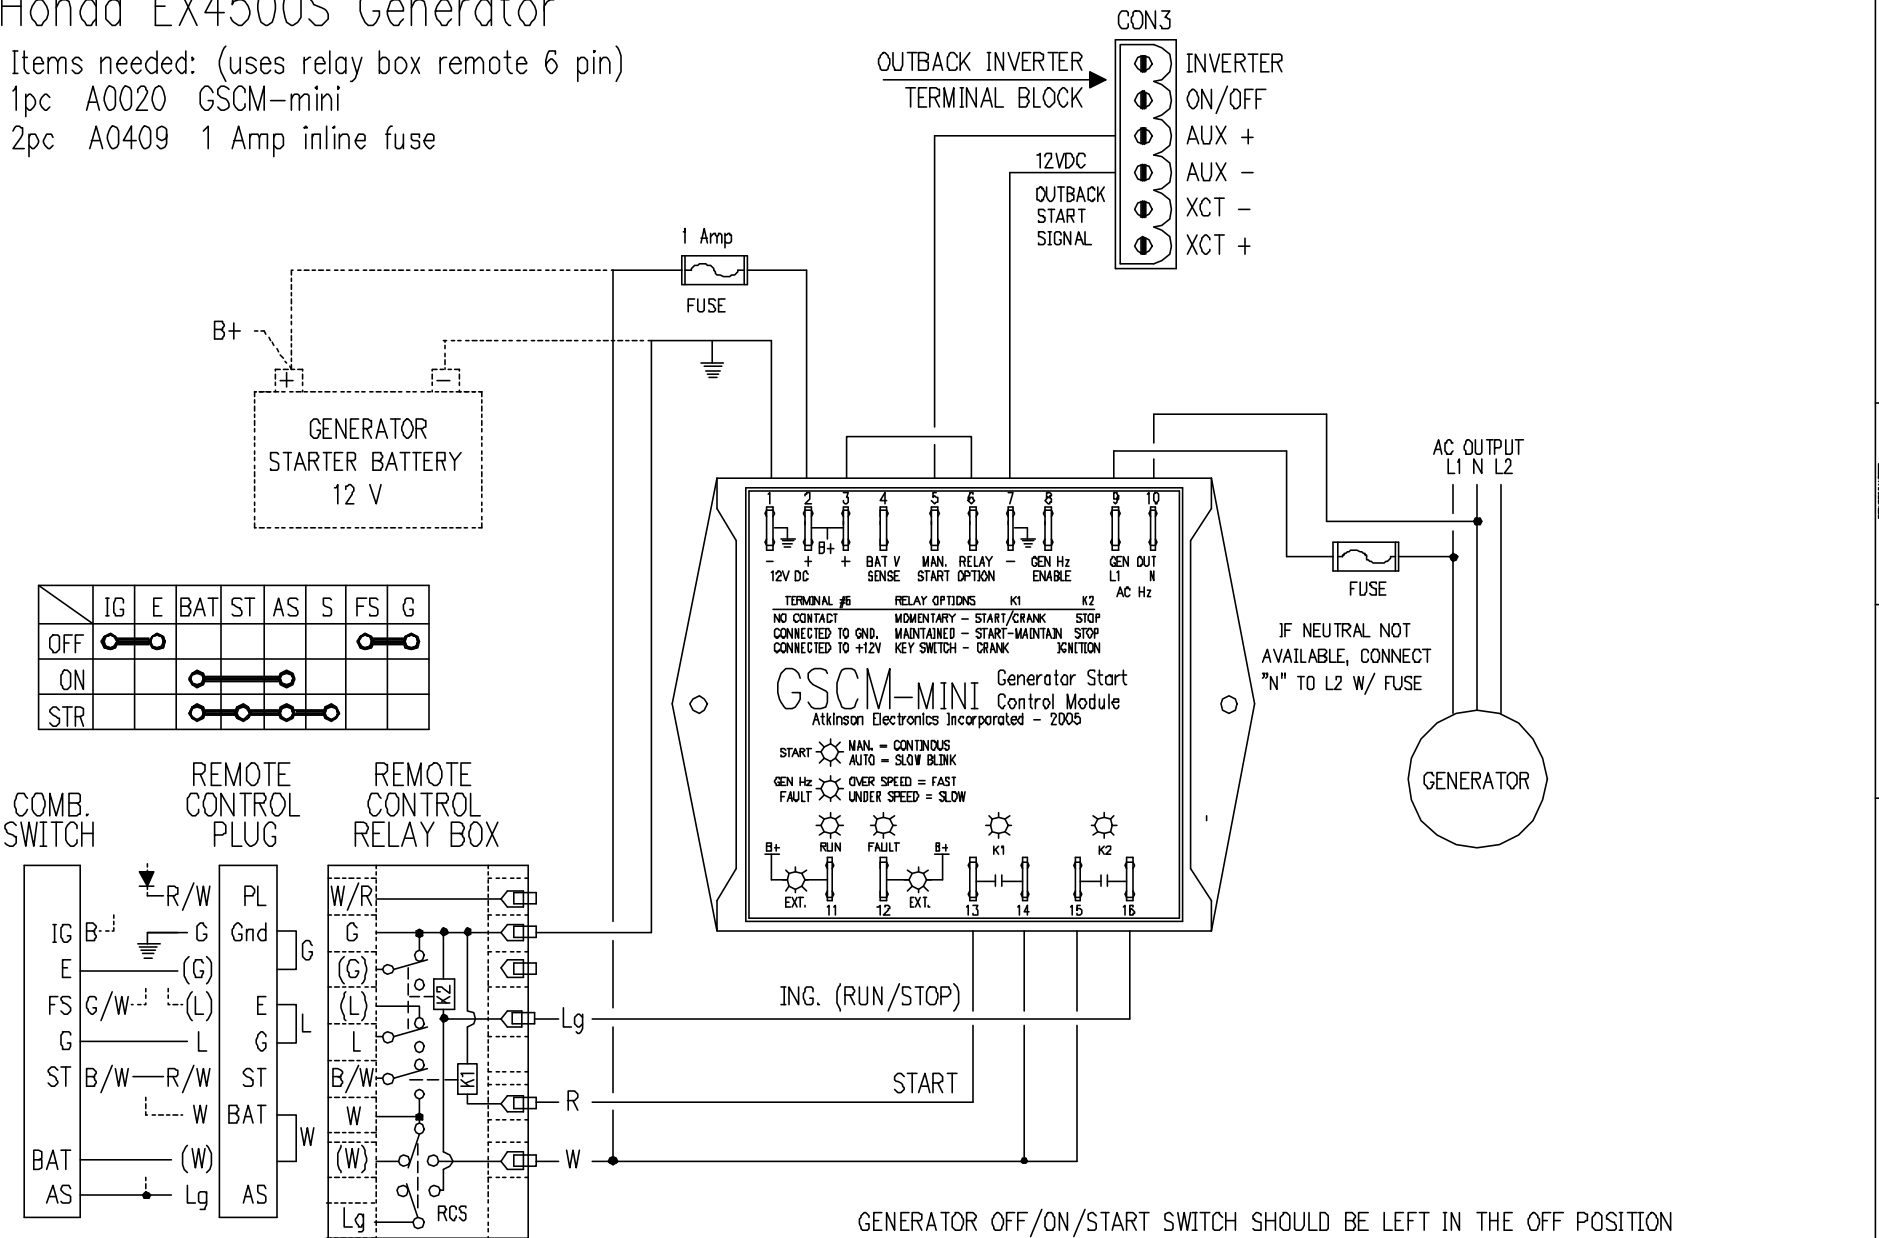 Honda EX4500S Generator
Items needed: (uses relay box remote 6 pin)
1pc A0020 GSCM-mini
2pc A0409 1 Amp inline fuse
CON3
OUTBACK INVERTER
TERMINAL BLOCK
INVERTER
ON/OFF
AUX +
AUX -
XCT -
XCT +
12VDC
OUTBACK
START
SIGNAL
1 Amp
FUSE
B+
+ -
GENERATOR
STARTER BATTERY
12 V
AC OUTPUT
L1 N L2
FUSE
IF NEUTRAL NOT
AVAILABLE, CONNECT
"N" TO L2 W/ FUSE
GENERATOR
1 2 3 4 5 6 7 8 9 10
B+
- + + BAT V MAN. RELAY - GEN Hz GEN OUT
12V DC SENSE START OPTION ENABLE L1 N
AC Hz
TERMINAL #6 RELAY OPTIONS K1 K2
NO CONTACT MOMENTARY - START/CRANK STOP
CONNECTED TO GND. MAINTAINED - START-MAINTAIN STOP
CONNECTED TO +12V KEY SWITCH - CRANK IGNITION
GSCM-MINI Generator Start
Control Module
Atkinson Electronics Incorporated - 2005
START MAN. = CONTINOUS
AUTO = SLOW BLINK
GEN Hz OVER SPEED = FAST
FAULT UNDER SPEED = SLOW
B+ RUN FAULT B+ K1 K2
EXT. 11 12 EXT. 13 14 15 16
IG E BAT ST AS S FS G
OFF
ON
STR
COMB.
SWITCH
REMOTE
CONTROL
PLUG
REMOTE
CONTROL
RELAY BOX
R/W PL W/R
IG B G Gnd G G
E (G) (G)
FS G/W (L) E (L) K2
G L G L L
ST B/W R/W ST B/W K1
W BAT W
BAT (W) W (W)
AS Lg AS
Lg RCS
ING. (RUN/STOP)
Lg
START
R
W
GENERATOR OFF/ON/START SWITCH SHOULD BE LEFT IN THE OFF POSITION